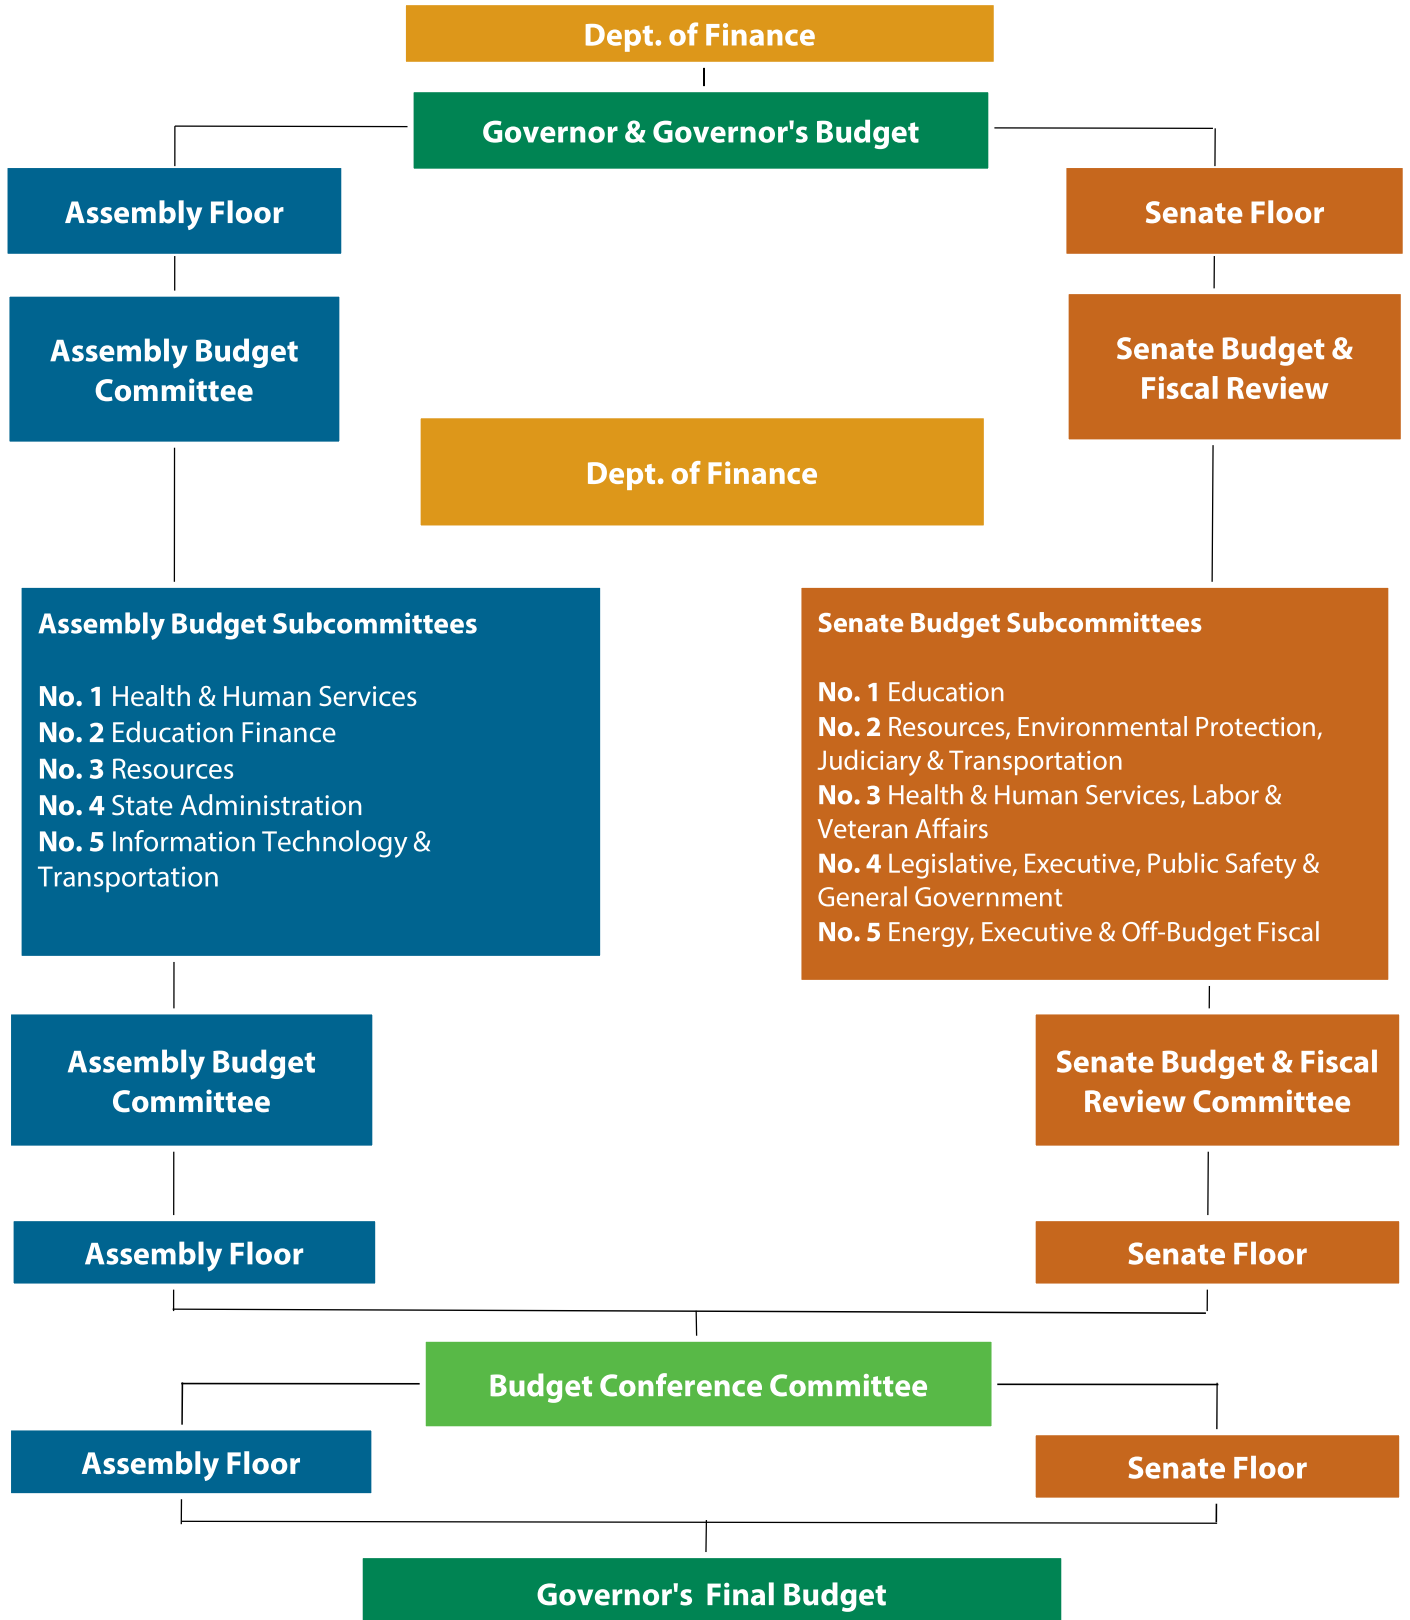 Dept. of Finance
Governor & Governor's Budget
Assembly Floor
Senate Floor
Assembly Budget
Committee
Senate Budget &
Fiscal Review
Dept. of Finance
Assembly Budget Subcommittees
No. 1 Health & Human Services
No. 2 Education Finance
No. 3 Resources
No. 4 State Administration
No. 5 Information Technology &
Transportation
Senate Budget Subcommittees
No. 1 Education
No. 2 Resources, Environmental Protection,
Judiciary & Transportation
No. 3 Health & Human Services, Labor &
Veteran Affairs
No. 4 Legislative, Executive, Public Safety &
General Government
No. 5 Energy, Executive & Off-Budget Fiscal
Assembly Budget
Committee
Senate Budget & Fiscal
Review Committee
Assembly Floor
Senate Floor
Budget Conference Committee
Assembly Floor
Senate Floor
Governor's Final Budget